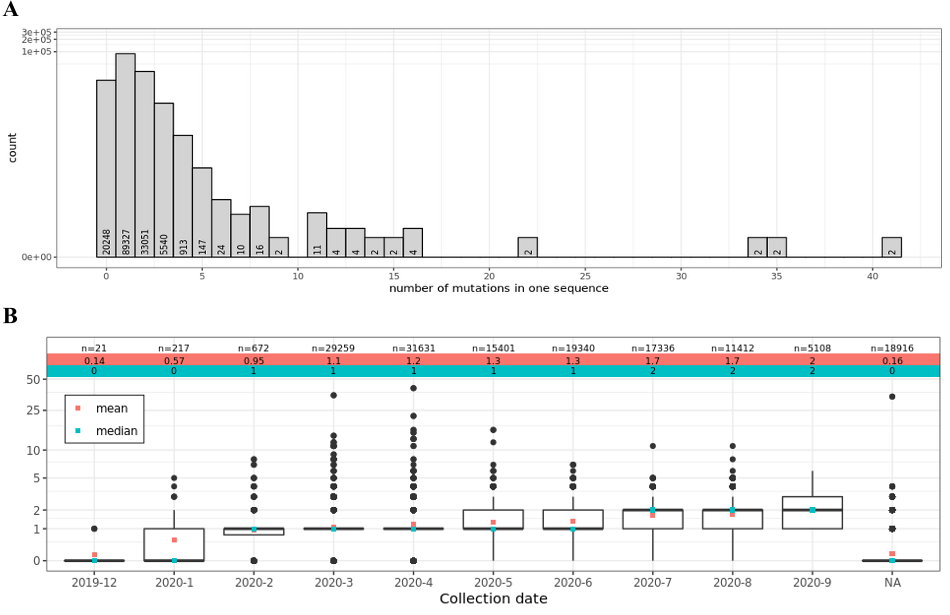 A
3e+05
2e+05
1e+05
0e+00
count
20248 89327 33051 5540 913 147 24 10 16 2 11 4 4 2 2 4 2 2 2 2
0 5 10 15 20 25 30 35 40
number of mutations in one sequence
B
n=21 n=217 n=672 n=29259 n=31631 n=15401 n=19340 n=17336 n=11412 n=5108 n=18916
0.14 0.57 0.95 1.1 1.2 1.3 1.3 1.7 1.7 2 0.16
0 0 1 1 1 1 1 2 2 2 0
50
25
10
5
2
1
0
mean
median
2019-12 2020-1 2020-2 2020-3 2020-4 2020-5 2020-6 2020-7 2020-8 2020-9 NA
Collection date